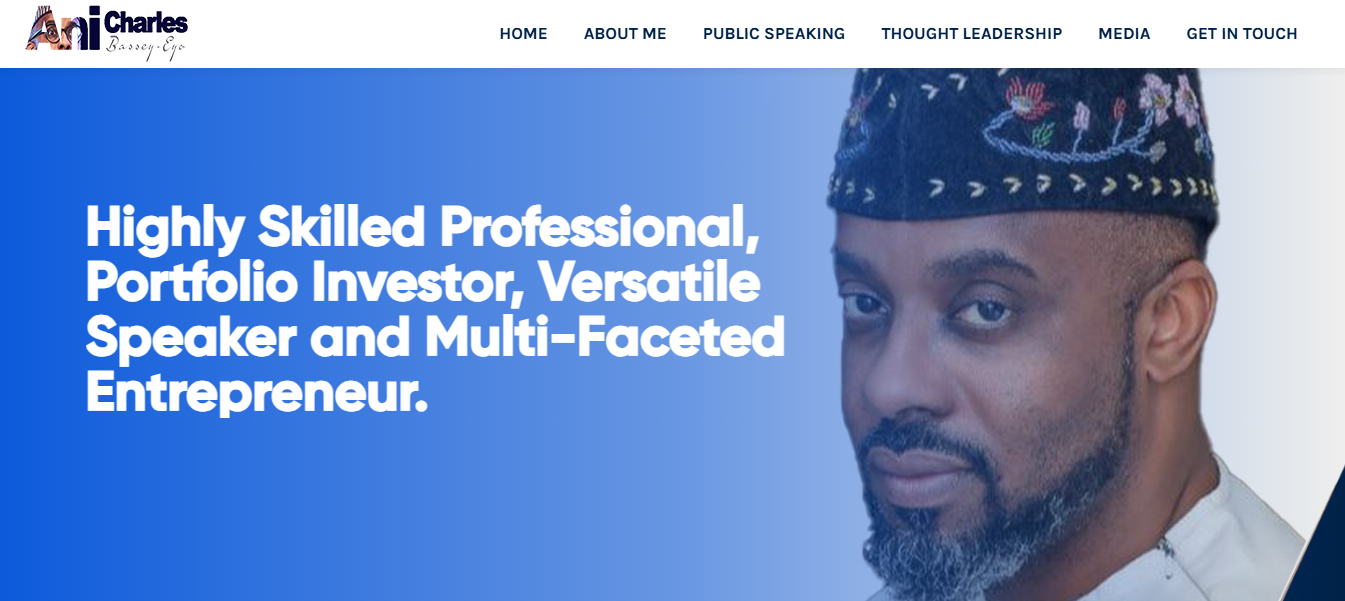 Ani Charles
Bassey-Eyo
HOME ABOUT ME PUBLIC SPEAKING THOUGHT LEADERSHIP MEDIA GET IN TOUCH
Highly Skilled Professional,
Portfolio Investor, Versatile
Speaker and Multi-Faceted
Entrepreneur.